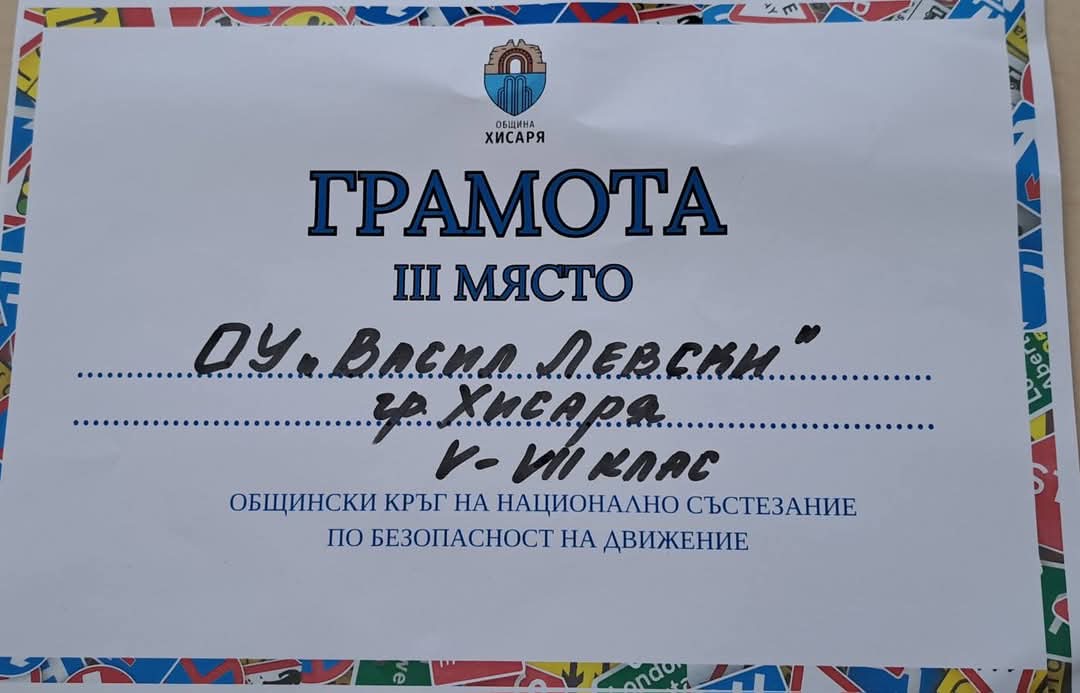 ОБЩИНА
ХИСАРЯ
ГРАМОТА
III МЯСТО
ОУ „ВАСИЛ ЛЕВСКИ"
гр. Хисаря
V - VII КЛАС
ОБЩИНСКИ КРЪГ НА НАЦИОНАЛНО СЪСТЕЗАНИЕ
ПО БЕЗОПАСНОСТ НА ДВИЖЕНИЕ